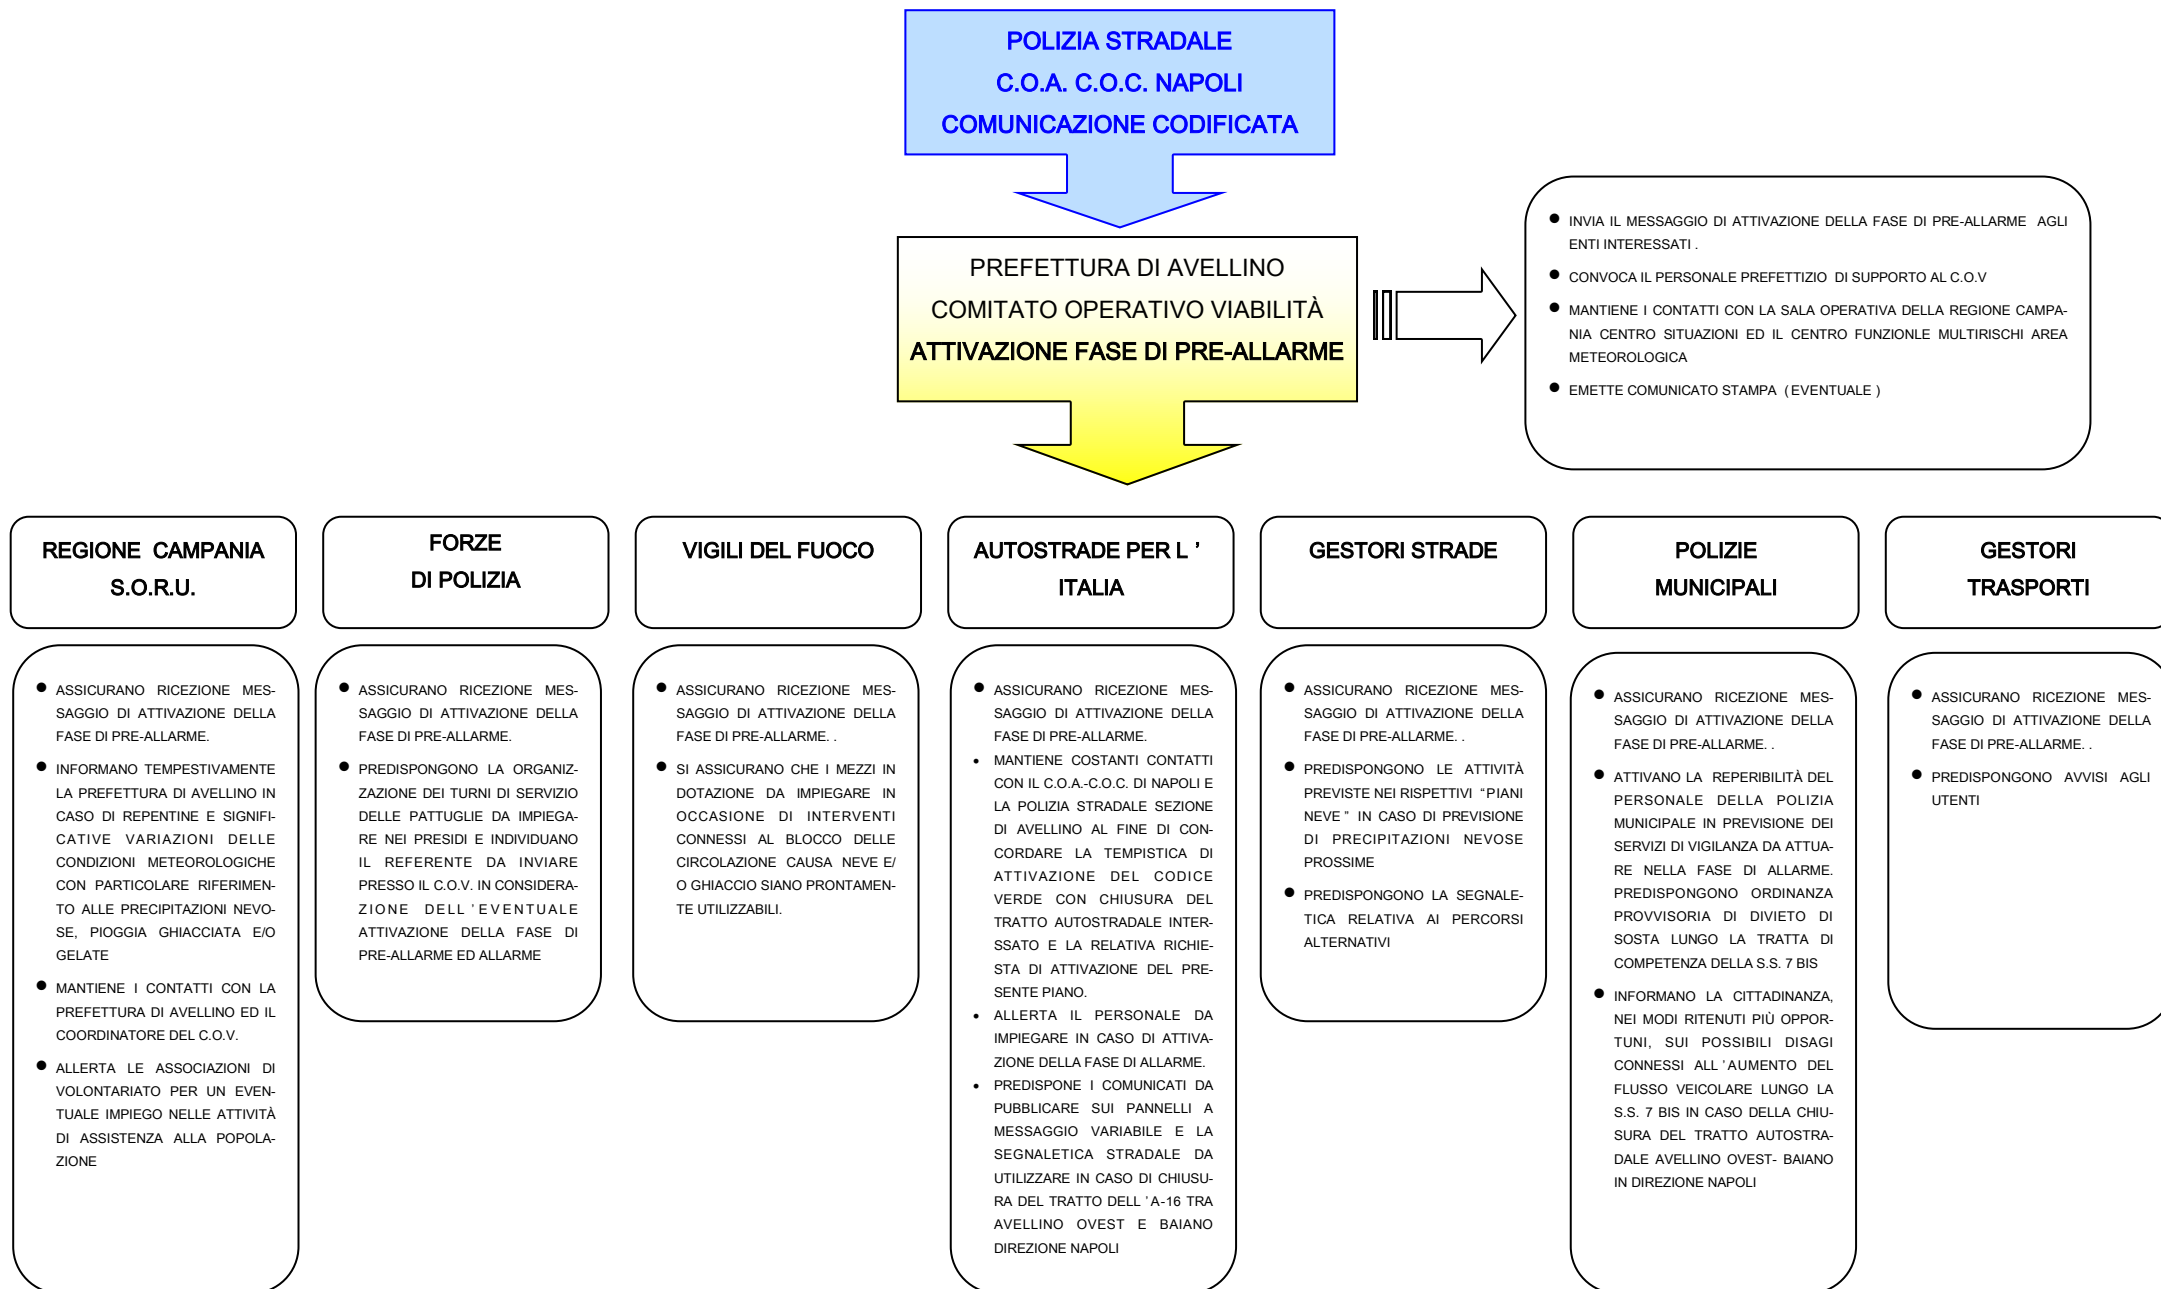 POLIZIA STRADALE
C.O.A. C.O.C. NAPOLI
COMUNICAZIONE CODIFICATA
PREFETTURA DI AVELLINO
COMITATO OPERATIVO VIABILITÀ
ATTIVAZIONE FASE DI PRE-ALLARME
● INVIA IL MESSAGGIO DI ATTIVAZIONE DELLA FASE DI PRE-ALLARME AGLI
ENTI INTERESSATI .
● CONVOCA IL PERSONALE PREFETTIZIO DI SUPPORTO AL C.O.V
● MANTIENE I CONTATTI CON LA SALA OPERATIVA DELLA REGIONE CAMPA-
NIA CENTRO SITUAZIONI ED IL CENTRO FUNZIONLE MULTIRISCHI AREA
METEOROLOGICA
● EMETTE COMUNICATO STAMPA ( EVENTUALE )
REGIONE CAMPANIA
S.O.R.U.
● ASSICURANO RICEZIONE MES-
SAGGIO DI ATTIVAZIONE DELLA
FASE DI PRE-ALLARME.
● INFORMANO TEMPESTIVAMENTE
LA PREFETTURA DI AVELLINO IN
CASO DI REPENTINE E SIGNIFI-
CATIVE VARIAZIONI DELLE
CONDIZIONI METEOROLOGICHE
CON PARTICOLARE RIFERIMEN-
TO ALLE PRECIPITAZIONI NEVO-
SE, PIOGGIA GHIACCIATA E/O
GELATE
● MANTIENE I CONTATTI CON LA
PREFETTURA DI AVELLINO ED IL
COORDINATORE DEL C.O.V.
● ALLERTA LE ASSOCIAZIONI DI
VOLONTARIATO PER UN EVEN-
TUALE IMPIEGO NELLE ATTIVITÀ
DI ASSISTENZA ALLA POPOLA-
ZIONE
FORZE
DI POLIZIA
● ASSICURANO RICEZIONE MES-
SAGGIO DI ATTIVAZIONE DELLA
FASE DI PRE-ALLARME.
● PREDISPONGONO LA ORGANIZ-
ZAZIONE DEI TURNI DI SERVIZIO
DELLE PATTUGLIE DA IMPIEGA-
RE NEI PRESIDI E INDIVIDUANO
IL REFERENTE DA INVIARE
PRESSO IL C.O.V. IN CONSIDERA-
ZIONE DELL ' EVENTUALE
ATTIVAZIONE DELLA FASE DI
PRE-ALLARME ED ALLARME
VIGILI DEL FUOCO
● ASSICURANO RICEZIONE MES-
SAGGIO DI ATTIVAZIONE DELLA
FASE DI PRE-ALLARME. .
● SI ASSICURANO CHE I MEZZI IN
DOTAZIONE DA IMPIEGARE IN
OCCASIONE DI INTERVENTI
CONNESSI AL BLOCCO DELLE
CIRCOLAZIONE CAUSA NEVE E/
O GHIACCIO SIANO PRONTAMEN-
TE UTILIZZABILI.
AUTOSTRADE PER L ’
ITALIA
● ASSICURANO RICEZIONE MES-
SAGGIO DI ATTIVAZIONE DELLA
FASE DI PRE-ALLARME.
• MANTIENE COSTANTI CONTATTI
CON IL C.O.A.-C.O.C. DI NAPOLI E
LA POLIZIA STRADALE SEZIONE
DI AVELLINO AL FINE DI CON-
CORDARE LA TEMPISTICA DI
ATTIVAZIONE DEL CODICE
VERDE CON CHIUSURA DEL
TRATTO AUTOSTRADALE INTER-
SSATO E LA RELATIVA RICHIE-
STA DI ATTIVAZIONE DEL PRE-
SENTE PIANO.
• ALLERTA IL PERSONALE DA
IMPIEGARE IN CASO DI ATTIVA-
ZIONE DELLA FASE DI ALLARME.
• PREDISPONE I COMUNICATI DA
PUBBLICARE SUI PANNELLI A
MESSAGGIO VARIABILE E LA
SEGNALETICA STRADALE DA
UTILIZZARE IN CASO DI CHIUSU-
RA DEL TRATTO DELL ' A-16 TRA
AVELLINO OVEST E BAIANO
DIREZIONE NAPOLI
GESTORI STRADE
● ASSICURANO RICEZIONE MES-
SAGGIO DI ATTIVAZIONE DELLA
FASE DI PRE-ALLARME. .
● PREDISPONGONO LE ATTIVITÀ
PREVISTE NEI RISPETTIVI “PIANI
NEVE ” IN CASO DI PREVISIONE
DI PRECIPITAZIONI NEVOSE
PROSSIME
● PREDISPONGONO LA SEGNALE-
TICA RELATIVA AI PERCORSI
ALTERNATIVI
POLIZIE
MUNICIPALI
● ASSICURANO RICEZIONE MES-
SAGGIO DI ATTIVAZIONE DELLA
FASE DI PRE-ALLARME. .
● ATTIVANO LA REPERIBILITÀ DEL
PERSONALE DELLA POLIZIA
MUNICIPALE IN PREVISIONE DEI
SERVIZI DI VIGILANZA DA ATTUA-
RE NELLA FASE DI ALLARME.
PREDISPONGONO ORDINANZA
PROVVISORIA DI DIVIETO DI
SOSTA LUNGO LA TRATTA DI
COMPETENZA DELLA S.S. 7 BIS
● INFORMANO LA CITTADINANZA,
NEI MODI RITENUTI PIÙ OPPOR-
TUNI, SUI POSSIBILI DISAGI
CONNESSI ALL ' AUMENTO DEL
FLUSSO VEICOLARE LUNGO LA
S.S. 7 BIS IN CASO DELLA CHIU-
SURA DEL TRATTO AUTOSTRA-
DALE AVELLINO OVEST- BAIANO
IN DIREZIONE NAPOLI
GESTORI
TRASPORTI
● ASSICURANO RICEZIONE MES-
SAGGIO DI ATTIVAZIONE DELLA
FASE DI PRE-ALLARME. .
● PREDISPONGONO AVVISI AGLI
UTENTI